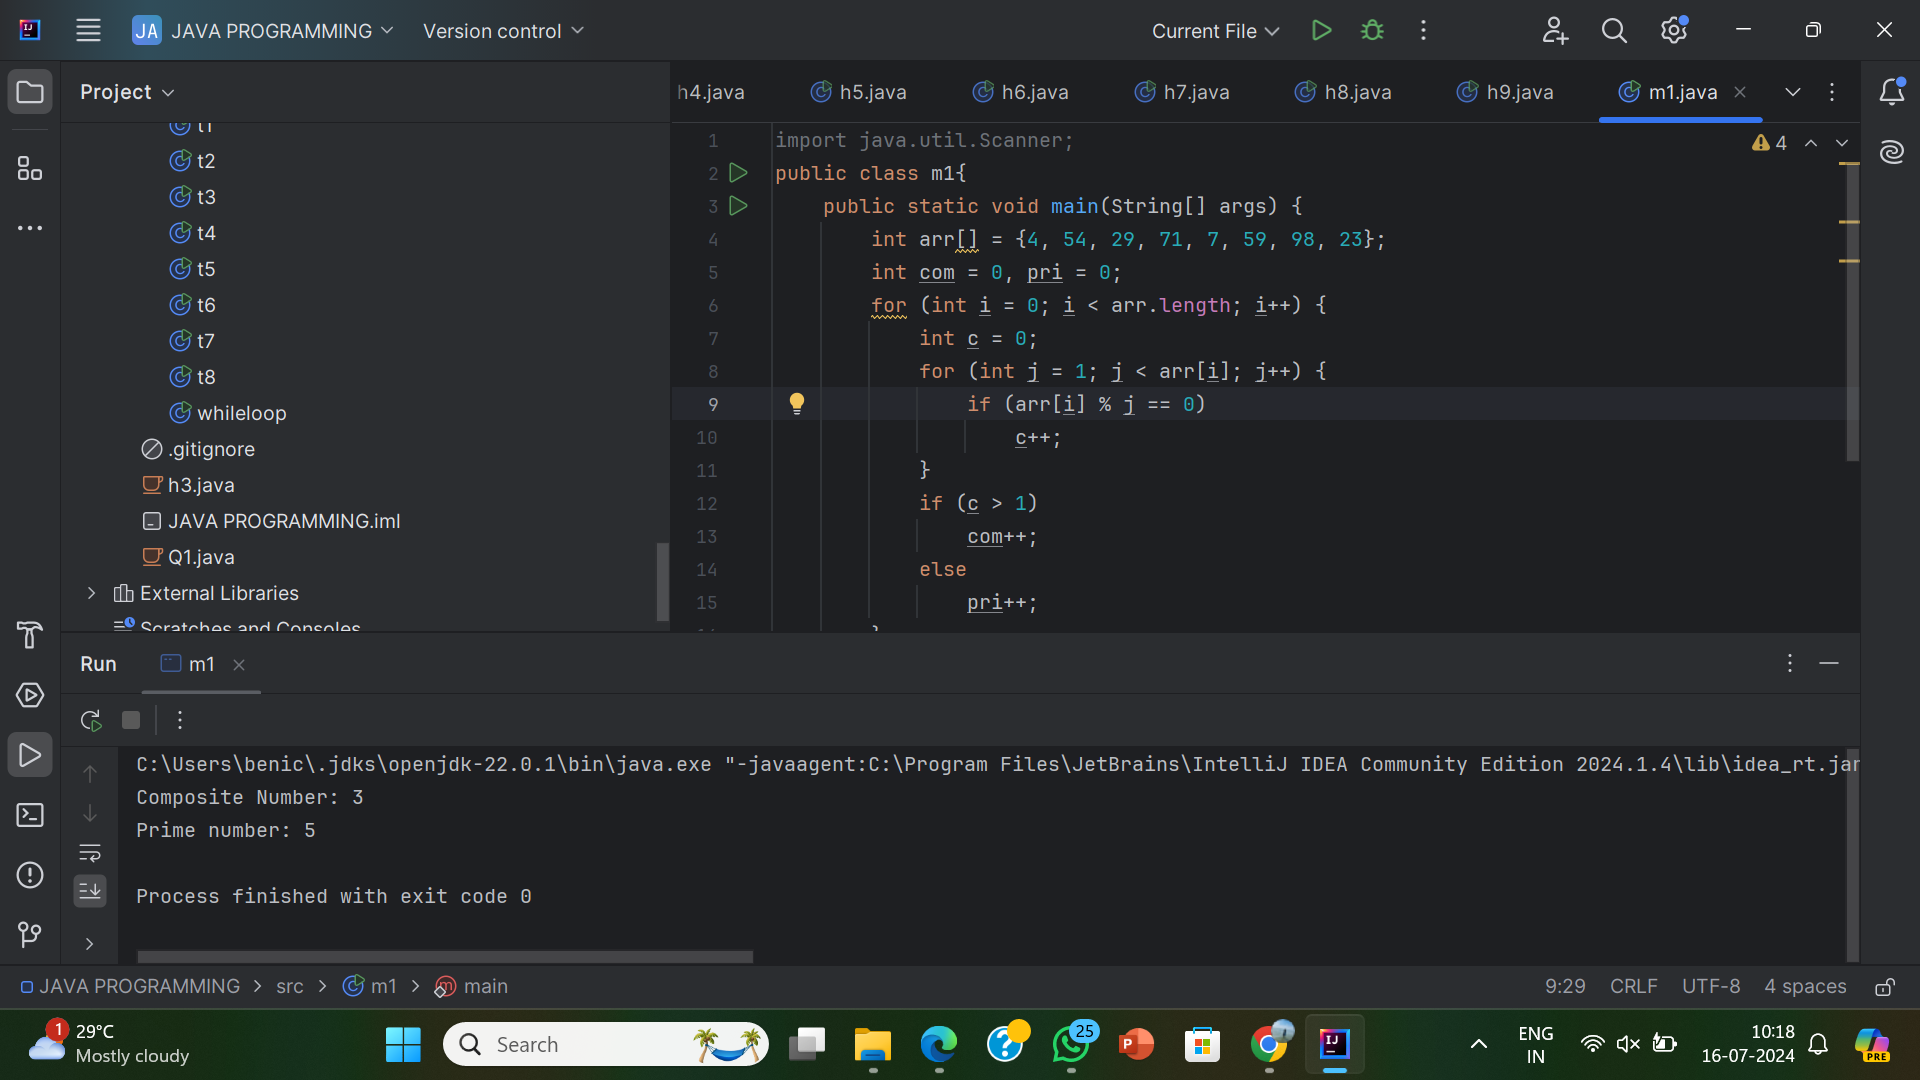 JA JAVA PROGRAMMING Version control Current File
Project
h4.java h5.java h6.java h7.java h8.java h9.java m1.java
t1
t2
t3
t4
t5
t6
t7
t8
whileloop
.gitignore
h3.java
JAVA PROGRAMMING.iml
Q1.java
External Libraries
Scratches and Consoles
4
1 import java.util.Scanner;
2 public class m1{
3 public static void main(String[] args) {
4 int arr[] = {4, 54, 29, 71, 7, 59, 98, 23};
5 int com = 0, pri = 0;
6 for (int i = 0; i < arr.length; i++) {
7 int c = 0;
8 for (int j = 1; j < arr[i]; j++) {
9 if (arr[i] % j == 0)
10 c++;
11 }
12 if (c > 1)
13 com++;
14 else
15 pri++;
Run m1
C:\Users\benic\.jdks\openjdk-22.0.1\bin\java.exe "-javaagent:C:\Program Files\JetBrains\IntelliJ IDEA Community Edition 2024.1.4\lib\idea_rt.jar
Composite Number: 3
Prime number: 5
Process finished with exit code 0
JAVA PROGRAMMING > src > m1 > main 9:29 CRLF UTF-8 4 spaces
1 29°C
Mostly cloudy
Search
25
ENG
IN
10:18
16-07-2024
PRE